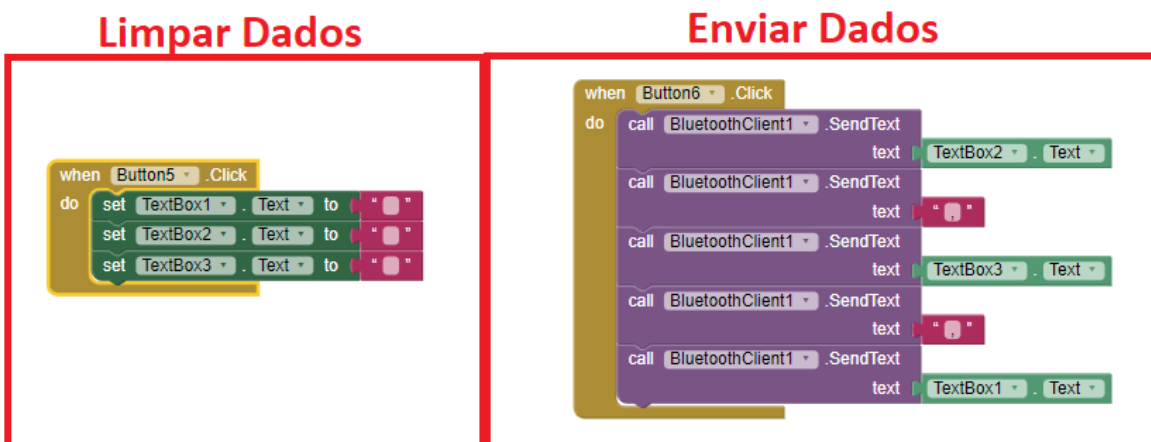 Limpar Dados
when Button5 .Click
do set TextBox1 . Text to " "
set TextBox2 . Text to " "
set TextBox3 . Text to " "
Enviar Dados
when Button6 .Click
do call BluetoothClient1 .SendText
text TextBox2 . Text
call BluetoothClient1 .SendText
text " , "
call BluetoothClient1 .SendText
text TextBox3 . Text
call BluetoothClient1 .SendText
text " , "
call BluetoothClient1 .SendText
text TextBox1 . Text